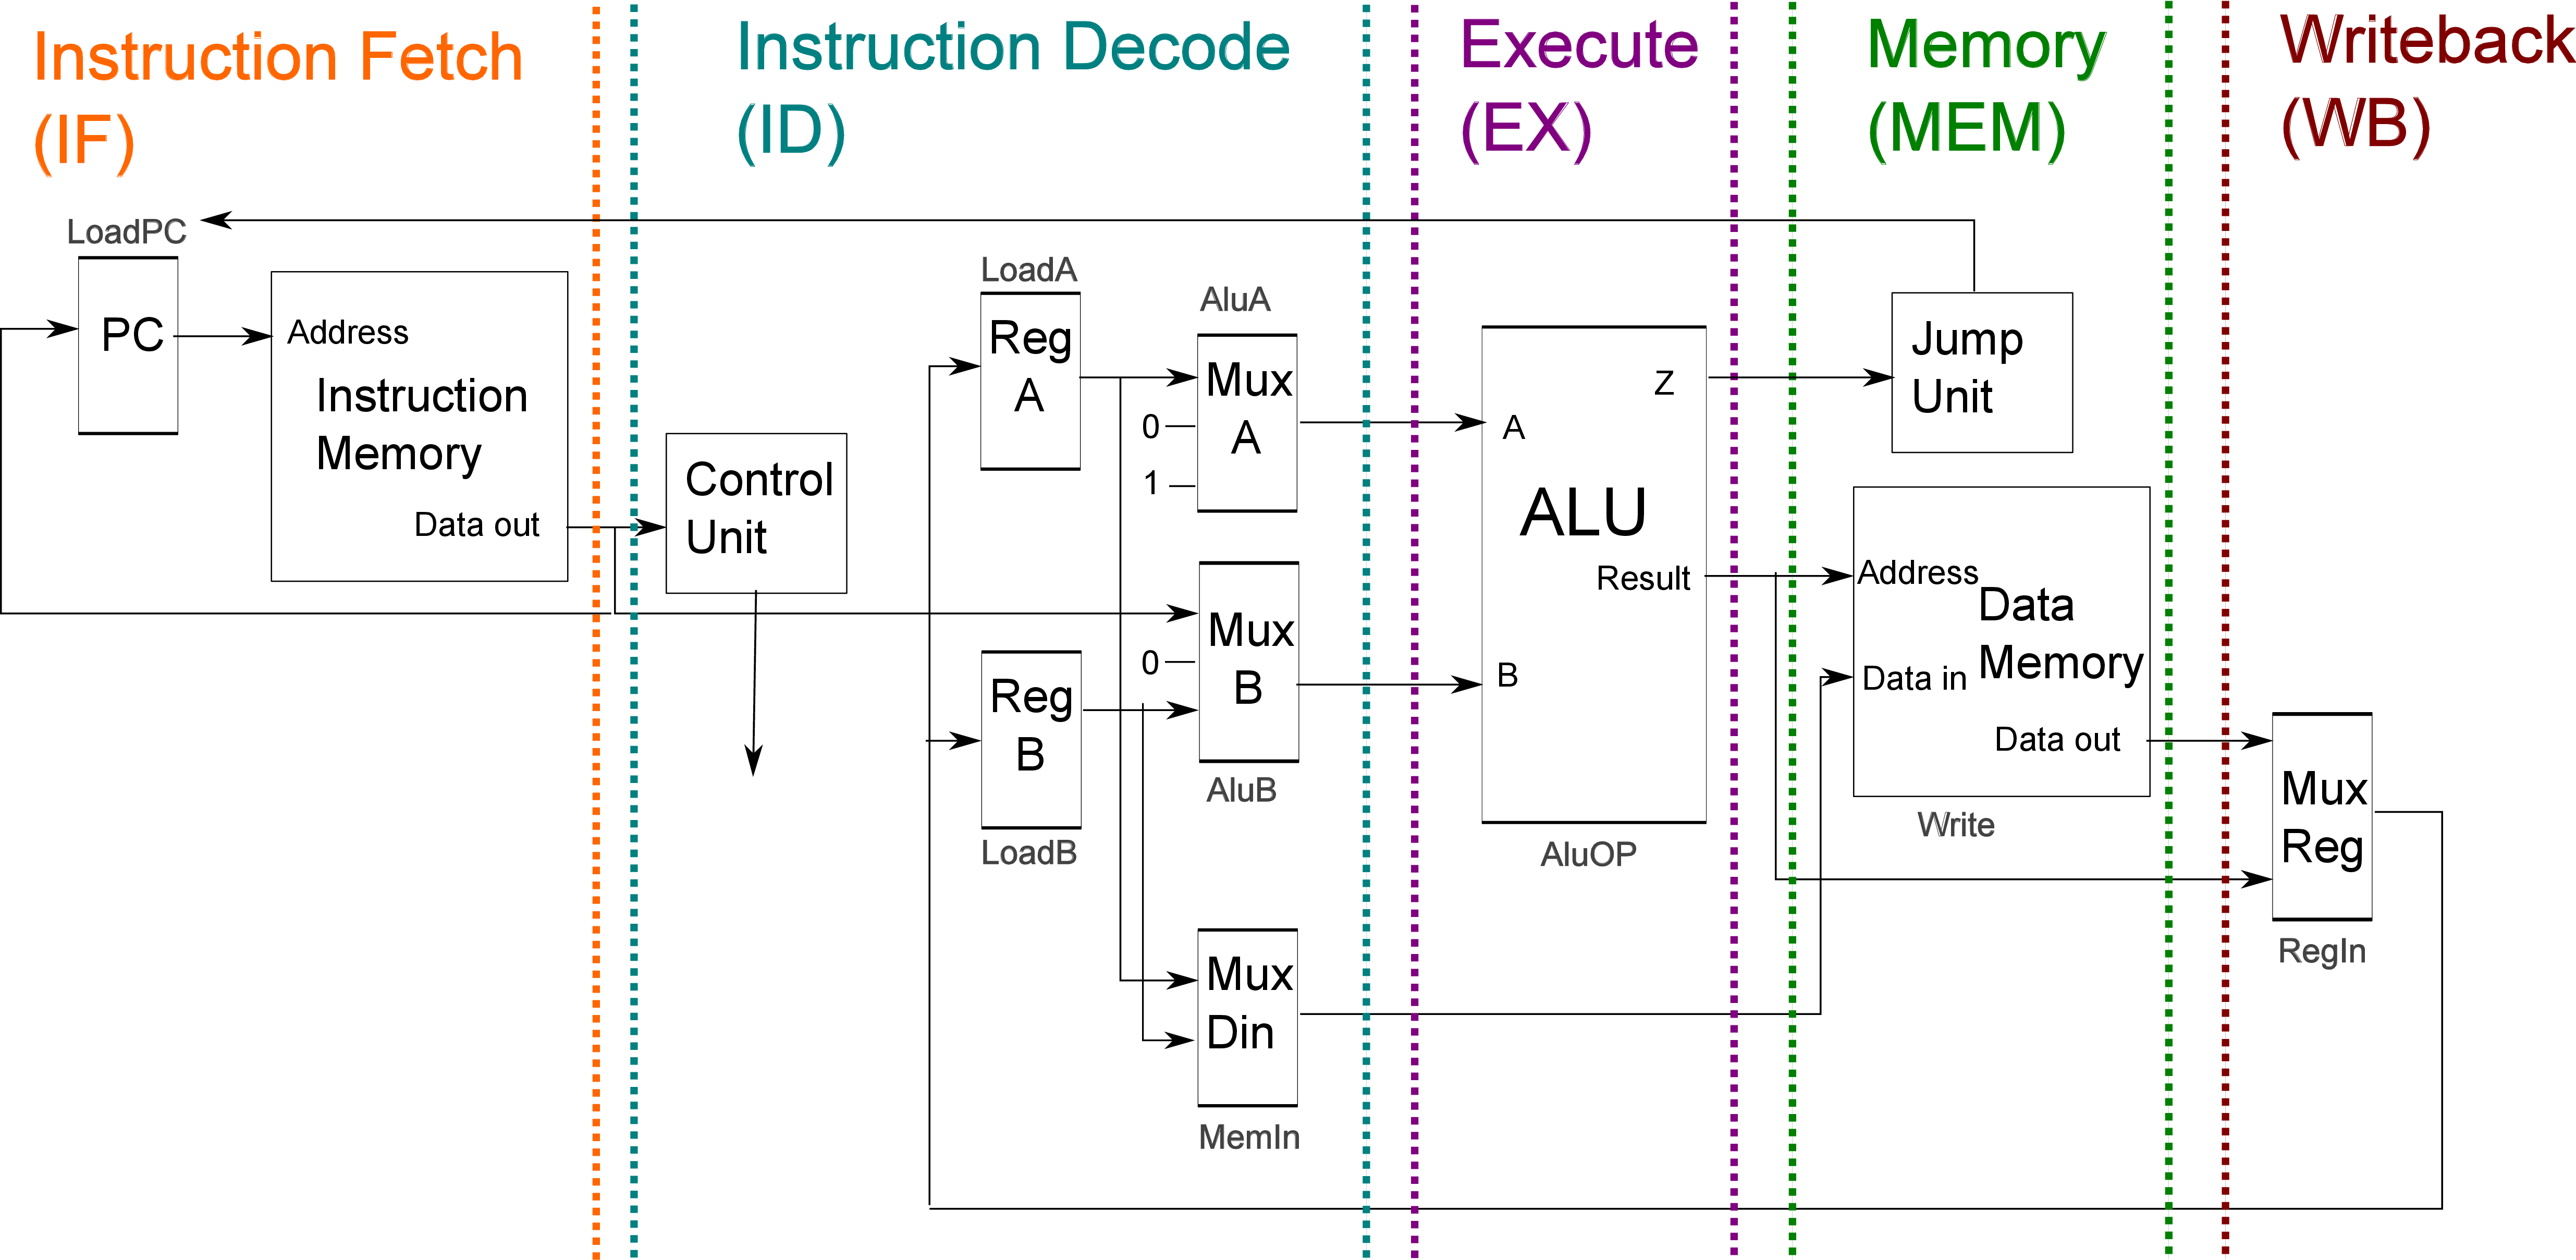 Instruction Fetch
(IF)
Instruction Decode
(ID)
Execute
(EX)
Memory
(MEM)
Writeback
(WB)
LoadPC
PC
Address
Instruction
Memory
Data out
Control
Unit
LoadA
Reg
A
AluA
Mux
A
0
1
Mux
B
0
AluB
Reg
B
LoadB
Mux
Din
MemIn
A
Z
ALU
Result
B
AluOP
Jump
Unit
Address
Data
Memory
Data in
Data out
Write
Mux
Reg
RegIn